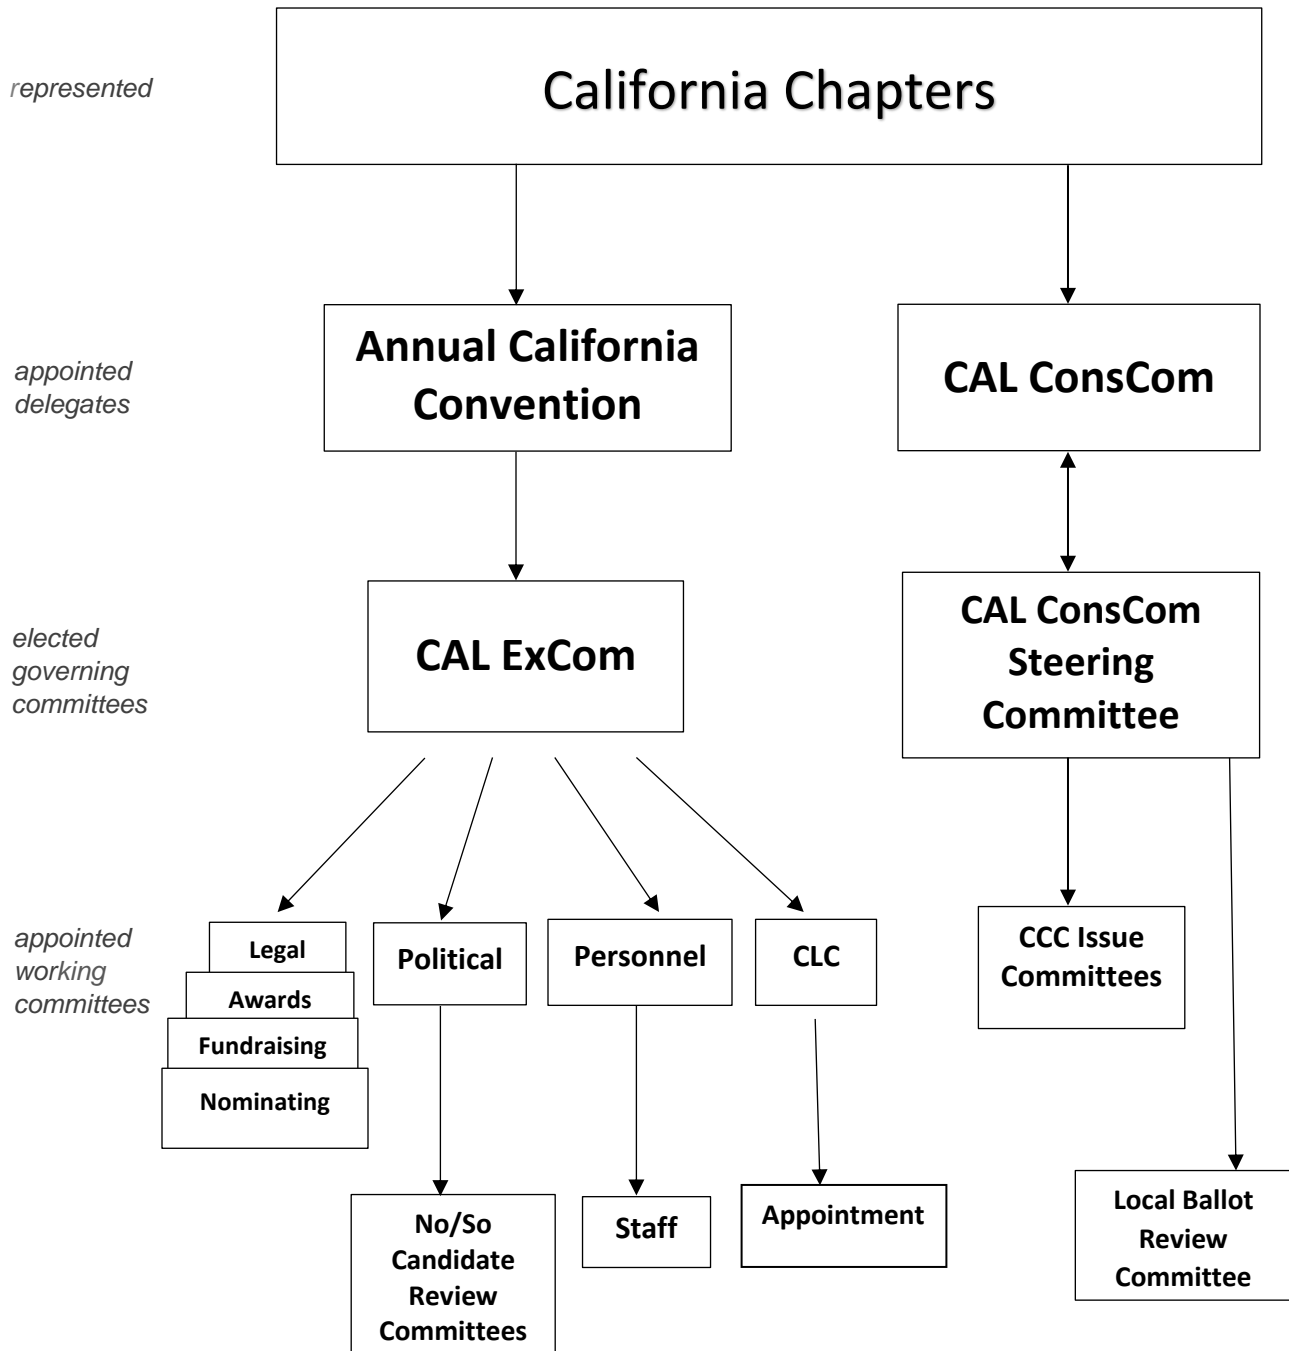 represented
California Chapters
appointed
delegates
Annual California
Convention
CAL ConsCom
elected
governing
committees
CAL ExCom
CAL ConsCom
Steering
Committee
appointed
working
committees
Legal
Awards
Fundraising
Nominating
Political
Personnel
CLC
CCC Issue
Committees
No/So
Candidate
Review
Committees
Staff
Appointment
Local Ballot
Review
Committee